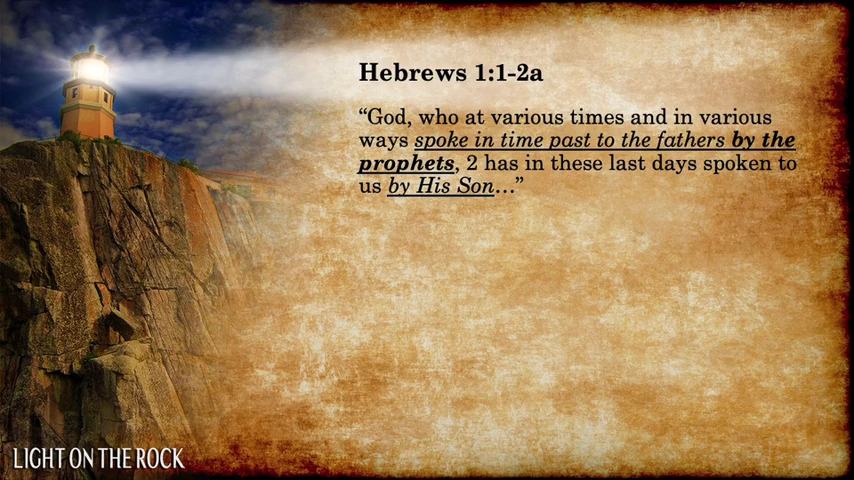 Hebrews 1:1-2a
“God, who at various times and in various
ways spoke in time past to the fathers by the
prophets, 2 has in these last days spoken to
us by His Son…”
LIGHT ON THE ROCK